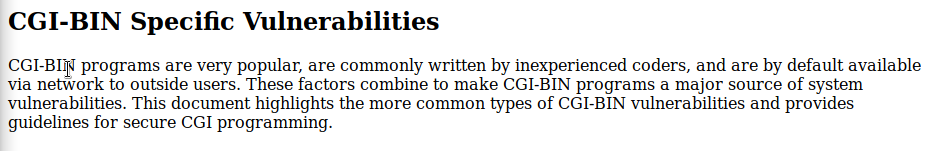 CGI-BIN Specific Vulnerabilities
CGI-BIN programs are very popular, are commonly written by inexperienced coders, and are by default available
via network to outside users. These factors combine to make CGI-BIN programs a major source of system
vulnerabilities. This document highlights the more common types of CGI-BIN vulnerabilities and provides
guidelines for secure CGI programming.